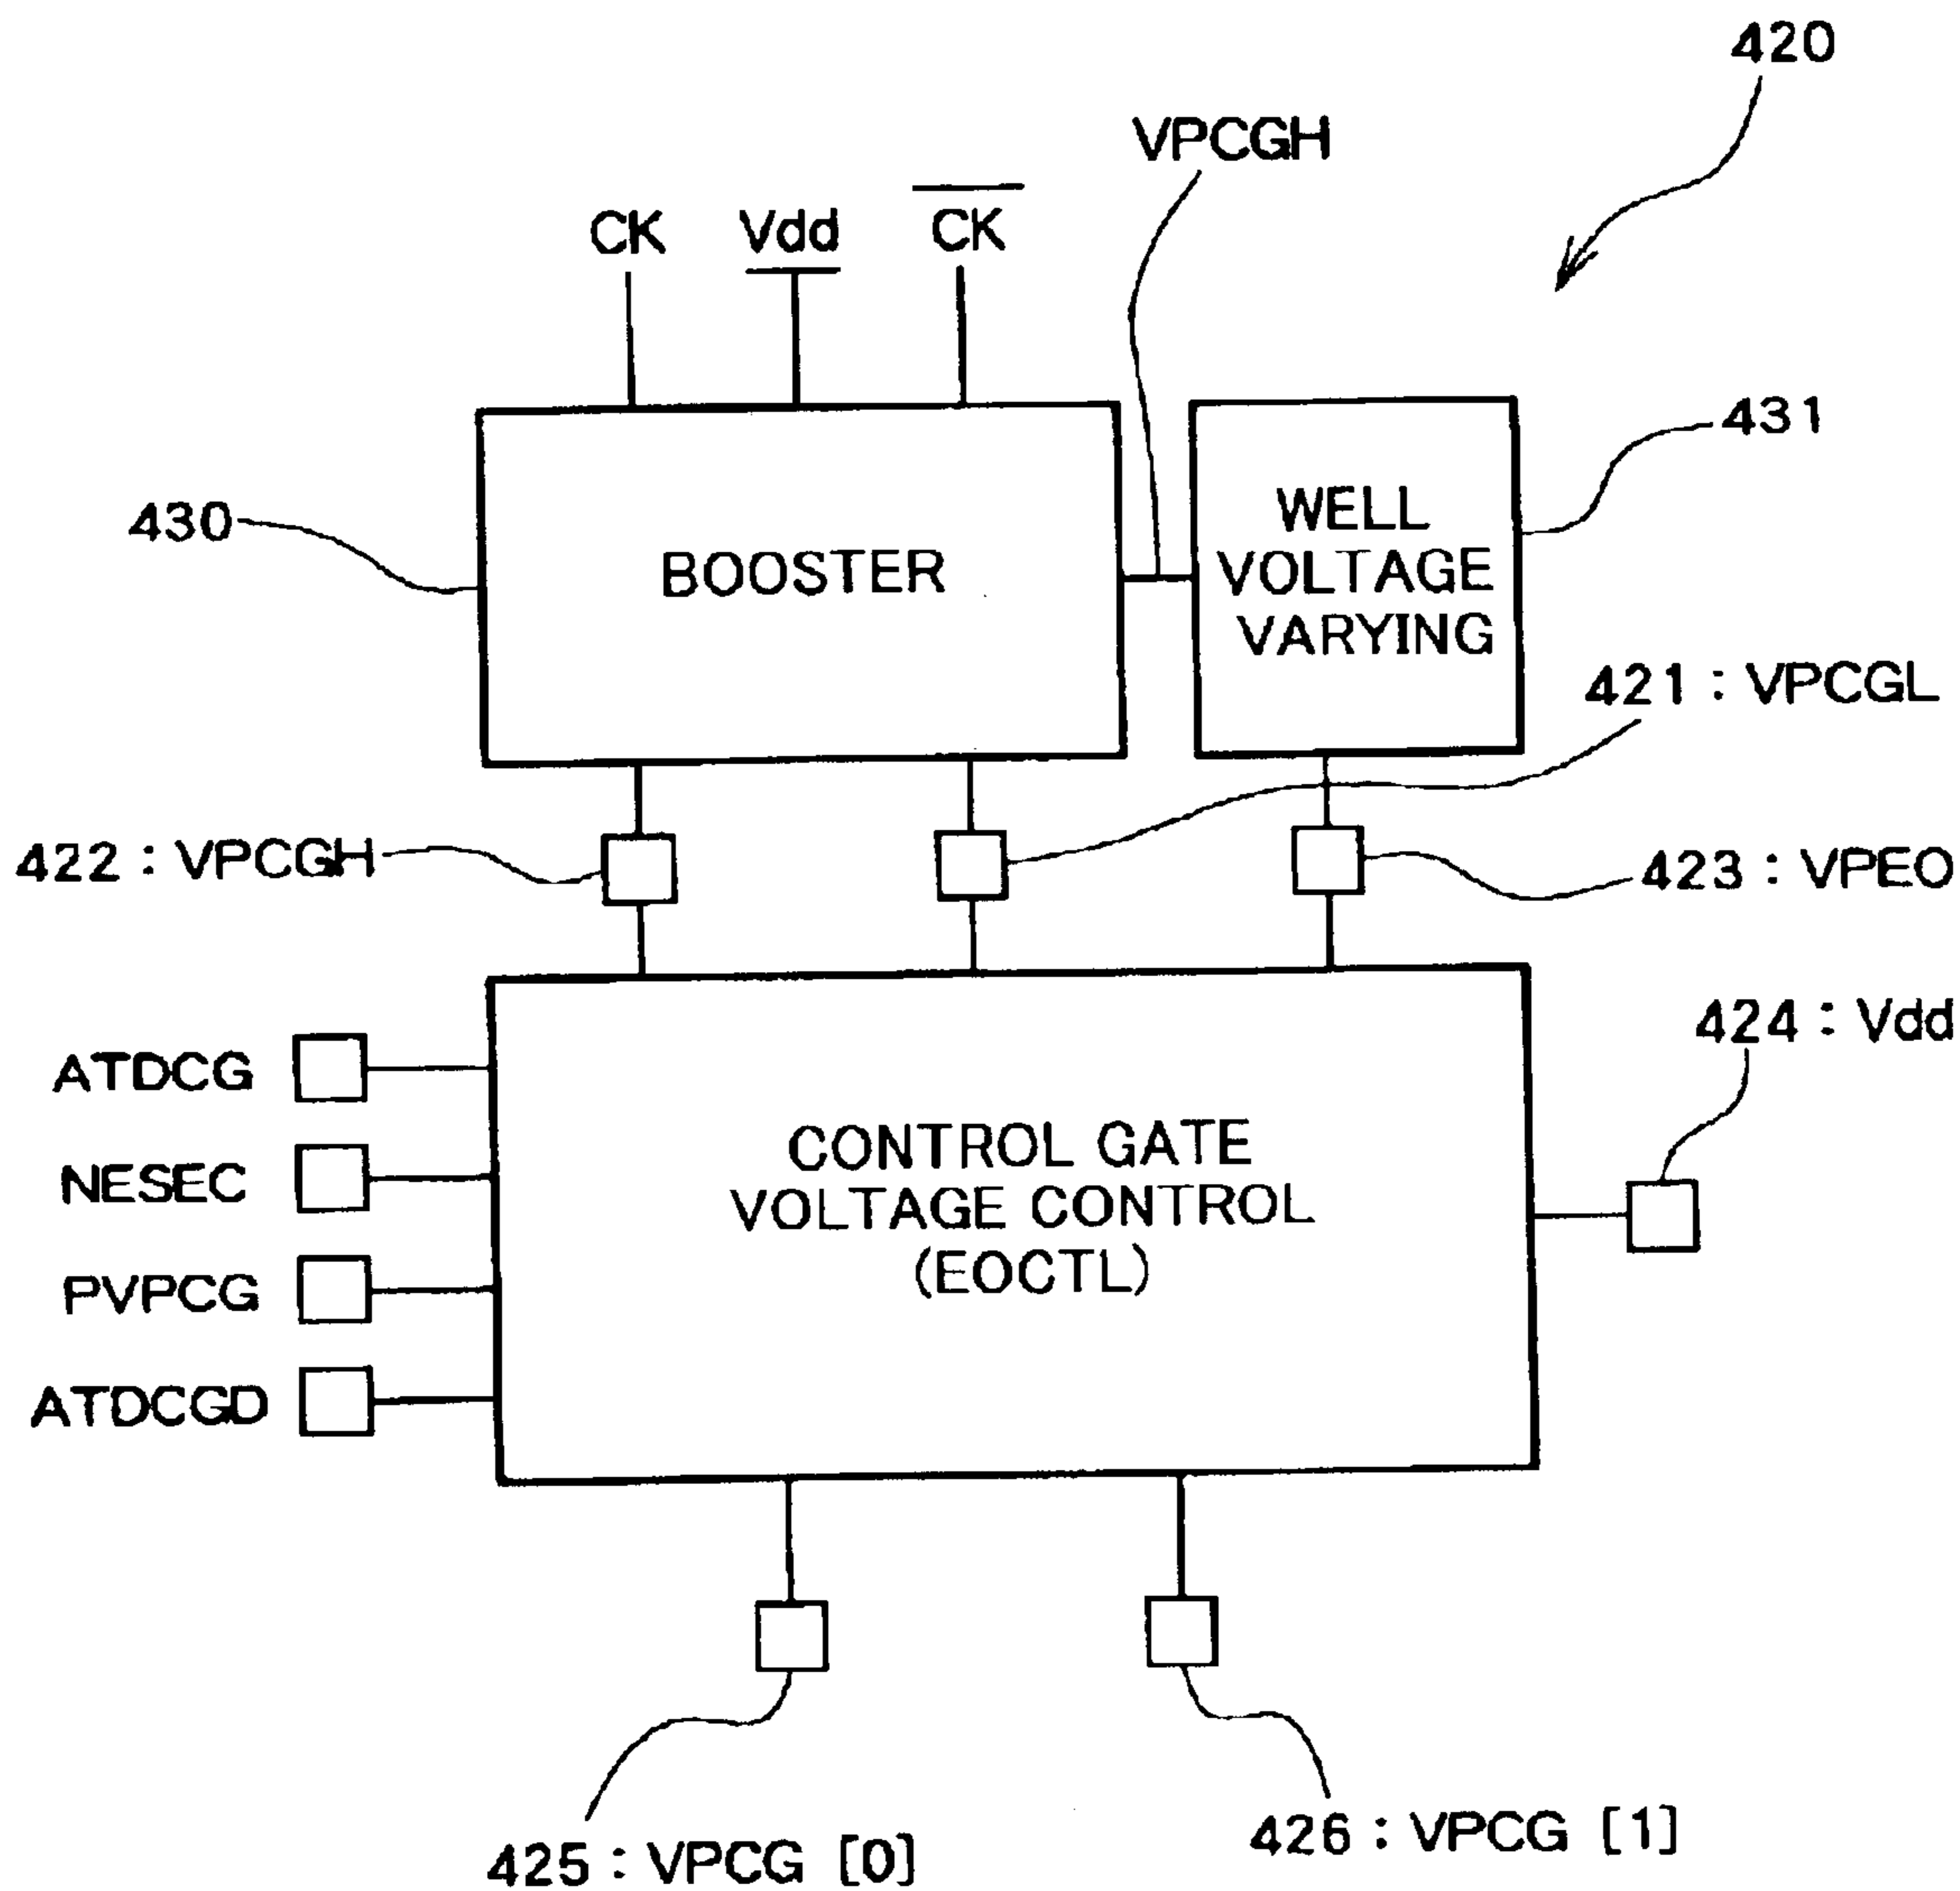 420
VPCGH
CK
Vdd
CK
431
430
BOOSTER
WELL
VOLTAGE
VARYING
421 : VPCGL
422 : VPCGH
423 : VPEO
424 : Vdd
ATDCG
NESEC
PVPCG
ATDCGD
CONTROL GATE
VOLTAGE CONTROL
(EOCTL)
425 : VPCG [0]
426 : VPCG [1]